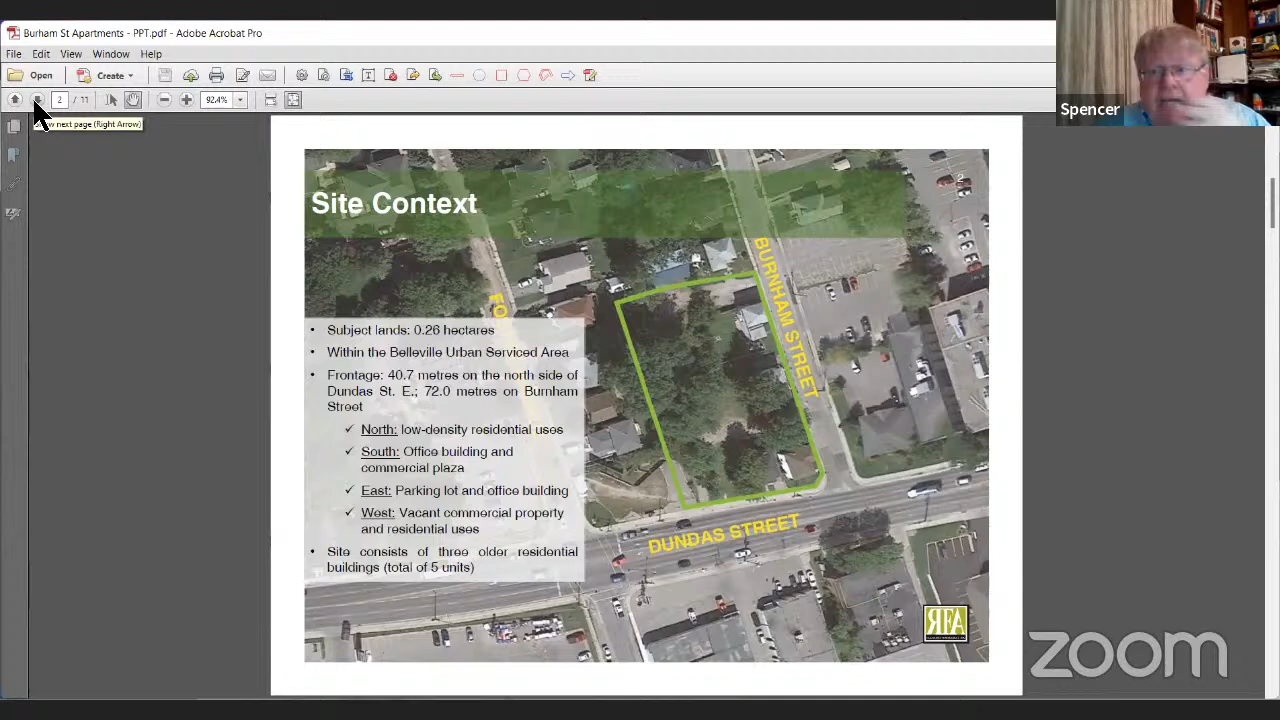 Burham St Apartments - PPT.pdf - Adobe Acrobat Pro
File Edit View Window Help
Open Create
2 / 11 92.4%
next page (Right Arrow)
Spencer
Site Context
2
BURNHAM STREET
FO
• Subject lands: 0.26 hectares
• Within the Belleville Urban Serviced Area
• Frontage: 40.7 metres on the north side of
Dundas St. E.; 72.0 metres on Burnham
Street
✓ North: low-density residential uses
✓ South: Office building and
commercial plaza
✓ East: Parking lot and office building
✓ West: Vacant commercial property
and residential uses
• Site consists of three older residential
buildings (total of 5 units)
DUNDAS STREET
RFA
zoom